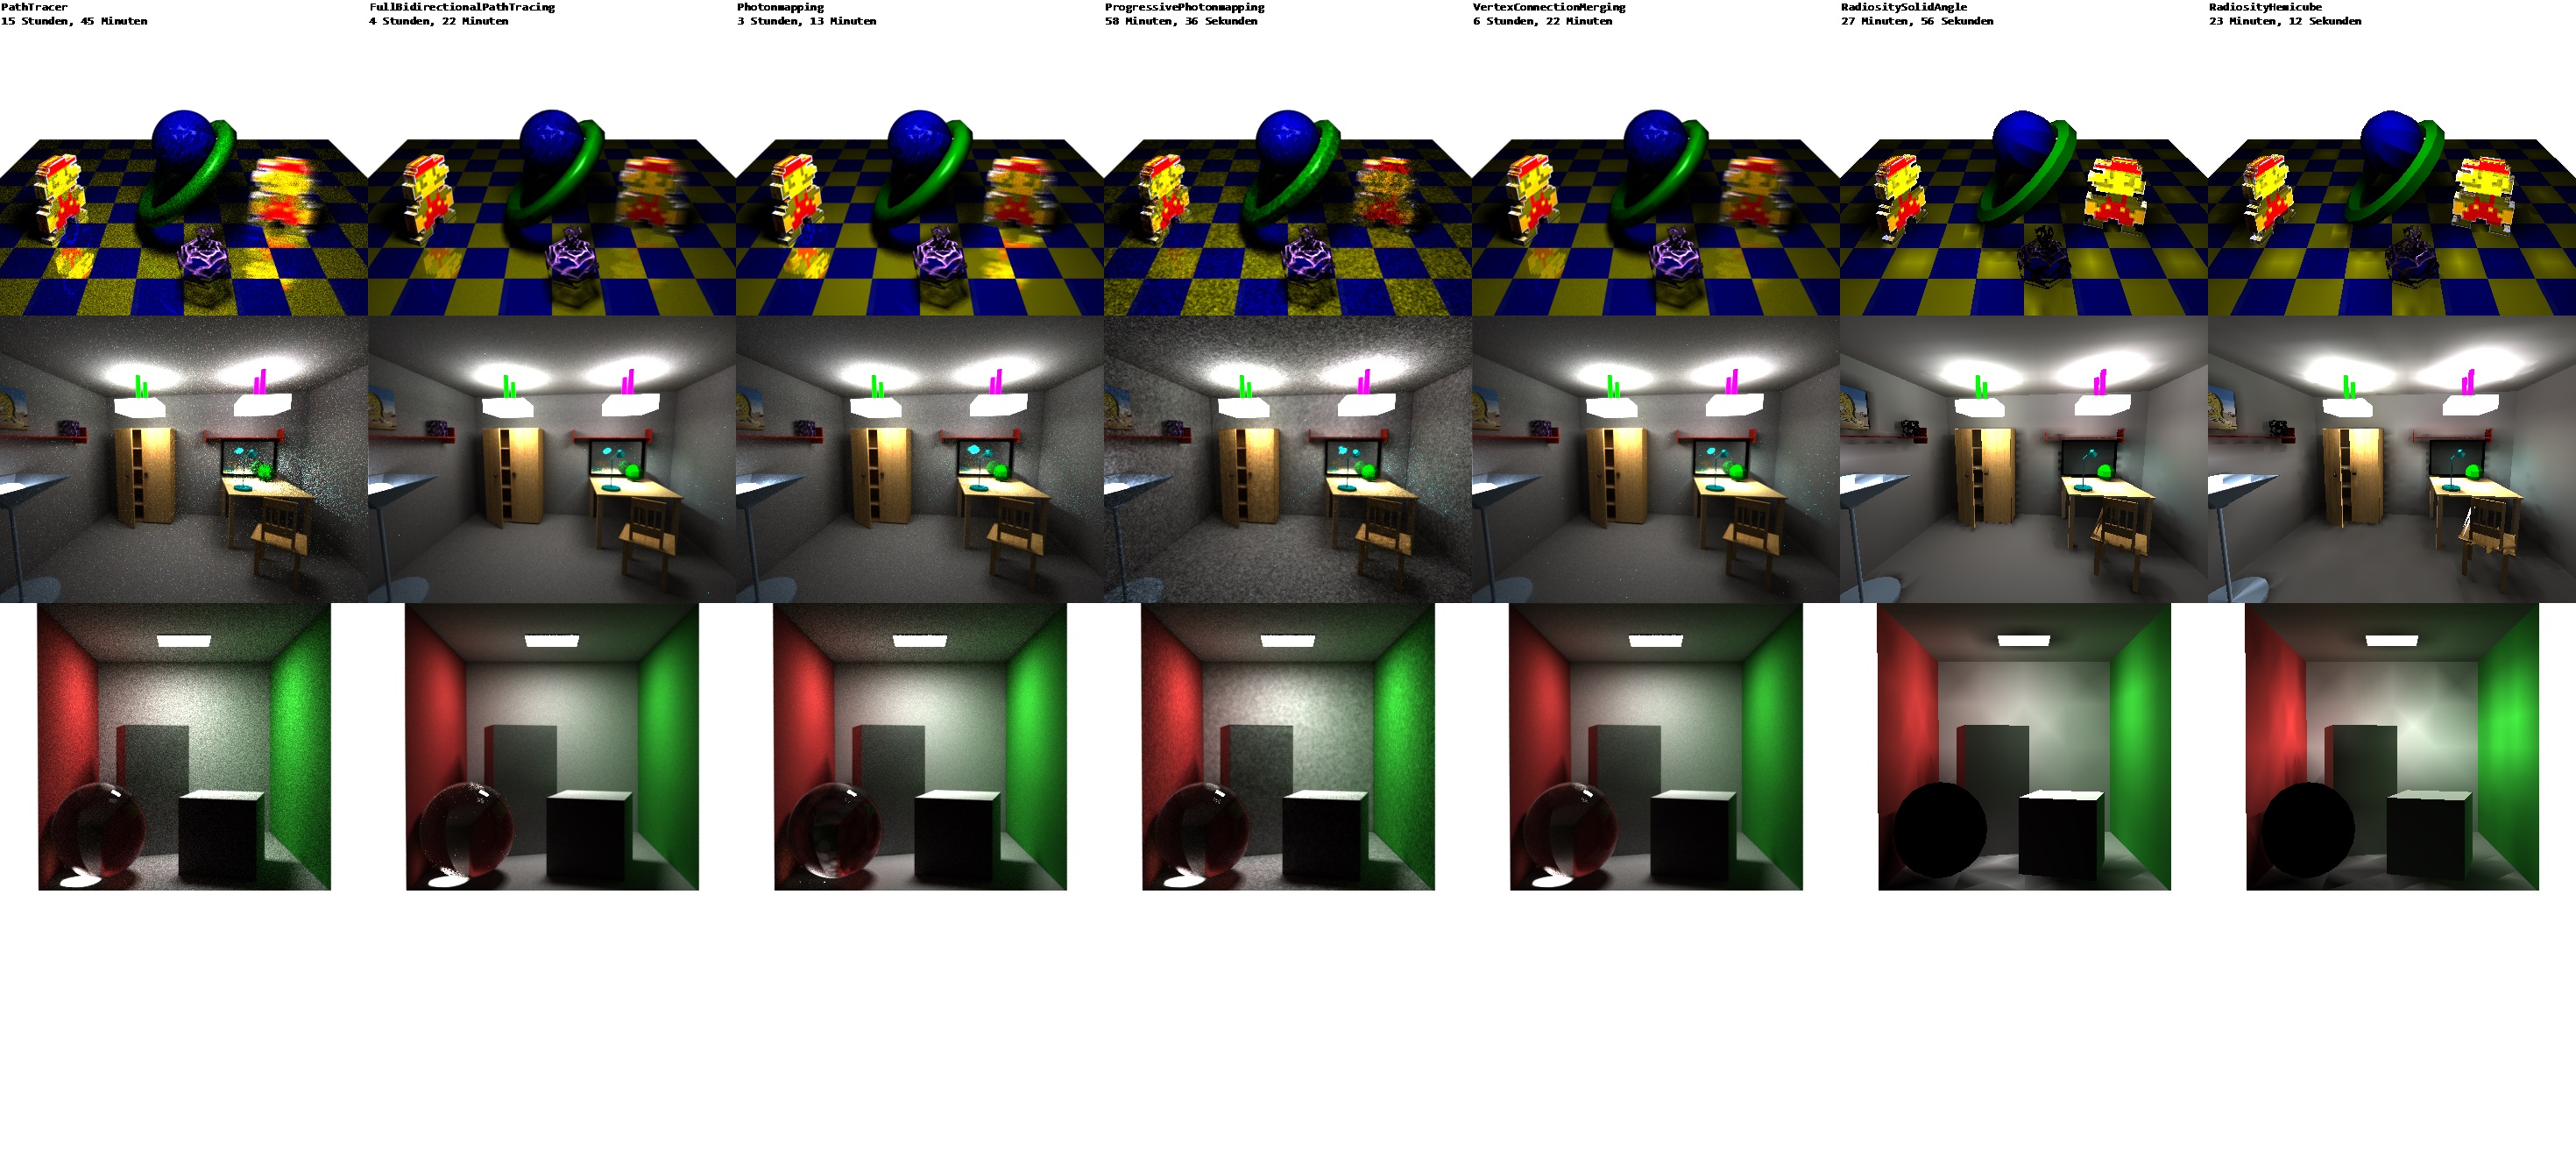 PathTracer
15 Stunden, 45 Minuten
FullBidirectionalPathTracing
4 Stunden, 22 Minuten
Photonmapping
3 Stunden, 13 Minuten
ProgressivePhotonmapping
58 Minuten, 36 Sekunden
VertexConnectionMerging
6 Stunden, 22 Minuten
RadiositySolidAngle
27 Minuten, 56 Sekunden
RadiosityHemicube
23 Minuten, 12 Sekunden